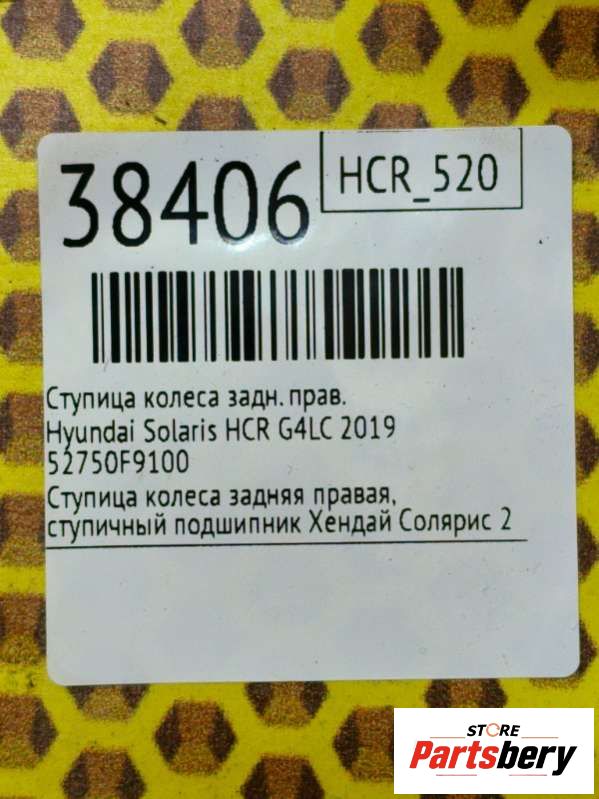 38406
HCR_520
Ступица колеса задн. прав.
Hyundai Solaris HCR G4LC 2019
52750F9100
Ступица колеса задняя правая,
ступичный подшипник Хендай Солярис 2
STORE
Partsbery